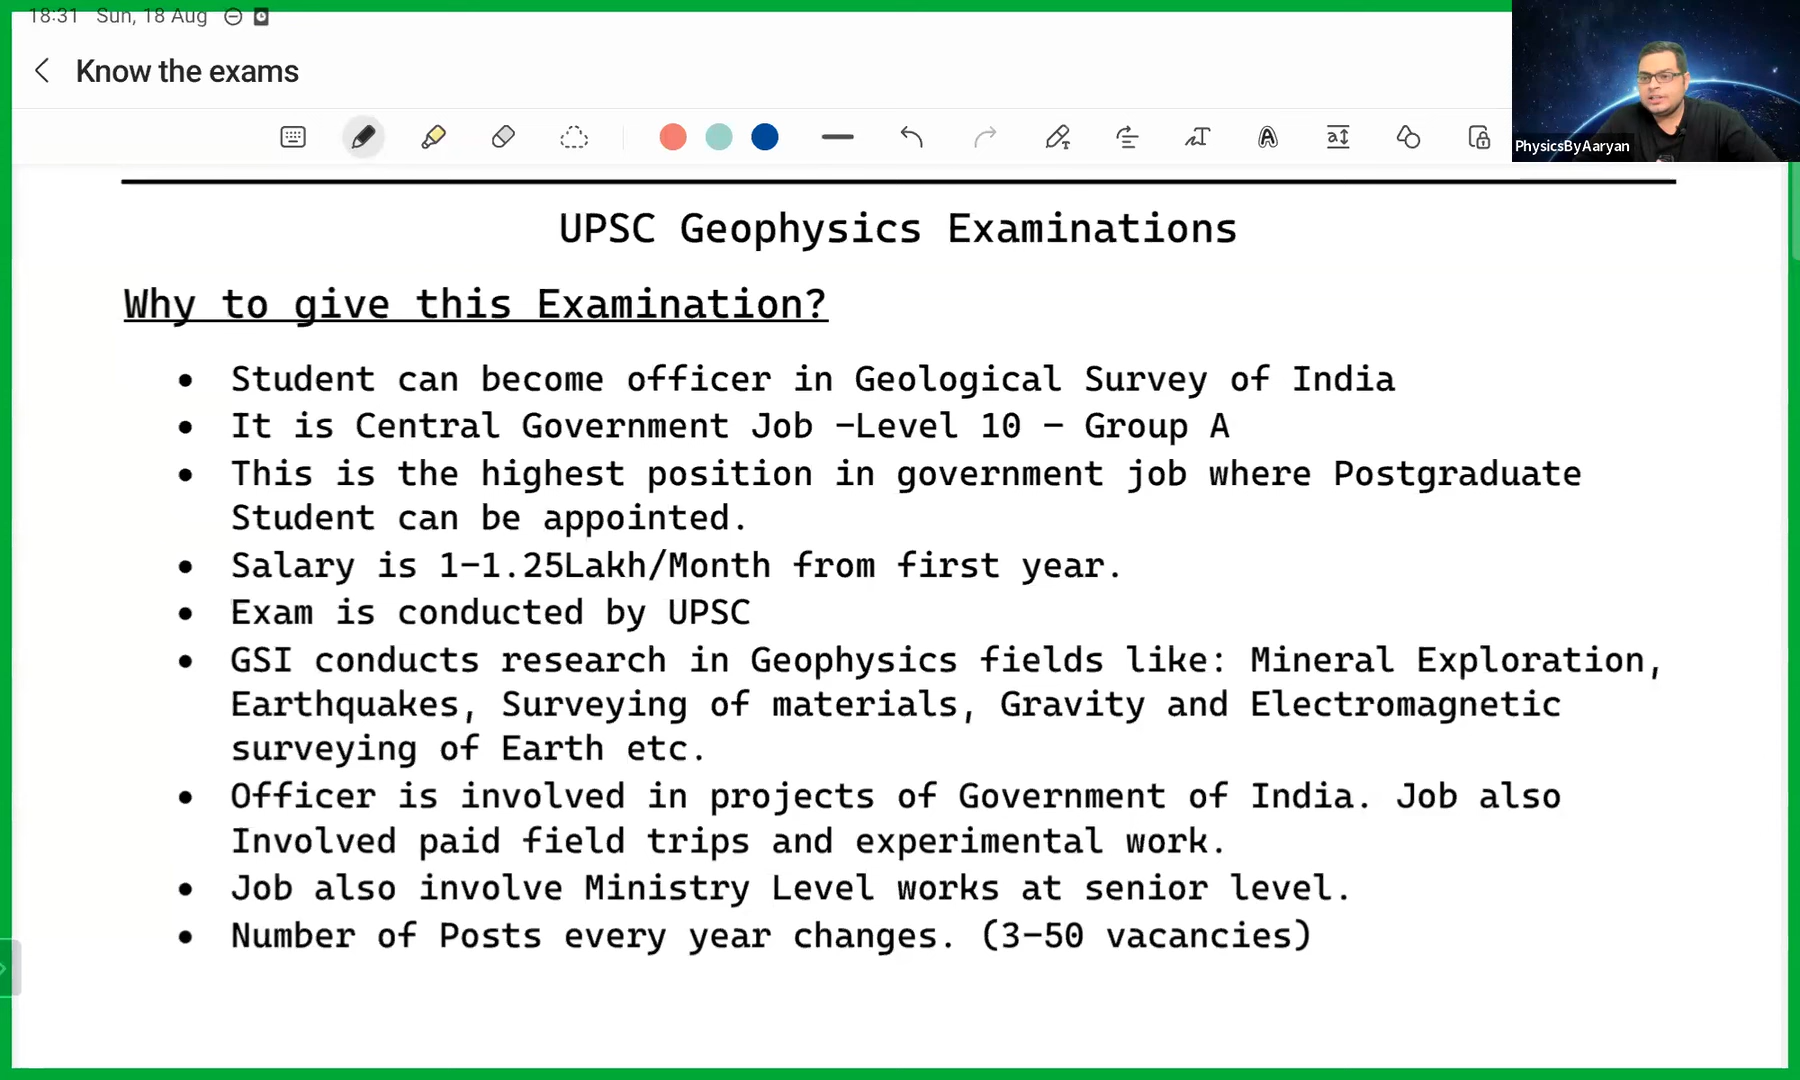 18:31 Sun, 18 Aug
Know the exams
PhysicsByAaryan
UPSC Geophysics Examinations
Why to give this Examination?
• Student can become officer in Geological Survey of India
• It is Central Government Job –Level 10 – Group A
• This is the highest position in government job where Postgraduate
Student can be appointed.
• Salary is 1–1.25Lakh/Month from first year.
• Exam is conducted by UPSC
• GSI conducts research in Geophysics fields like: Mineral Exploration,
Earthquakes, Surveying of materials, Gravity and Electromagnetic
surveying of Earth etc.
• Officer is involved in projects of Government of India. Job also
Involved paid field trips and experimental work.
• Job also involve Ministry Level works at senior level.
• Number of Posts every year changes. (3–50 vacancies)